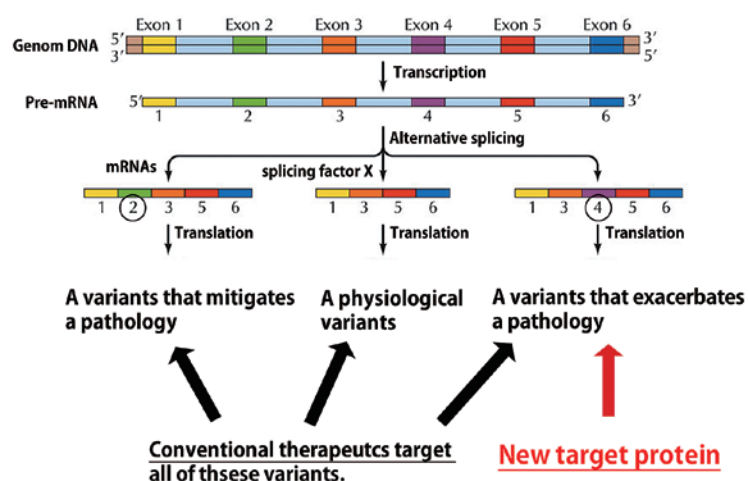 Exon 1 Exon 2 Exon 3 Exon 4 Exon 5 Exon 6
Genom DNA 5′ 3′
3′ 5′
Transcription
Pre-mRNA 5′ 3′
1 2 3 4 5 6
Alternative splicing
mRNAs splicing factor X
1 2 3 5 6 1 3 5 6 1 3 4 5 6
Translation Translation Translation
A variants that mitigates
a pathology
A physiological
variants
A variants that exacerbates
a pathology
Conventional therapeutcs target
all of thsese variants.
New target protein